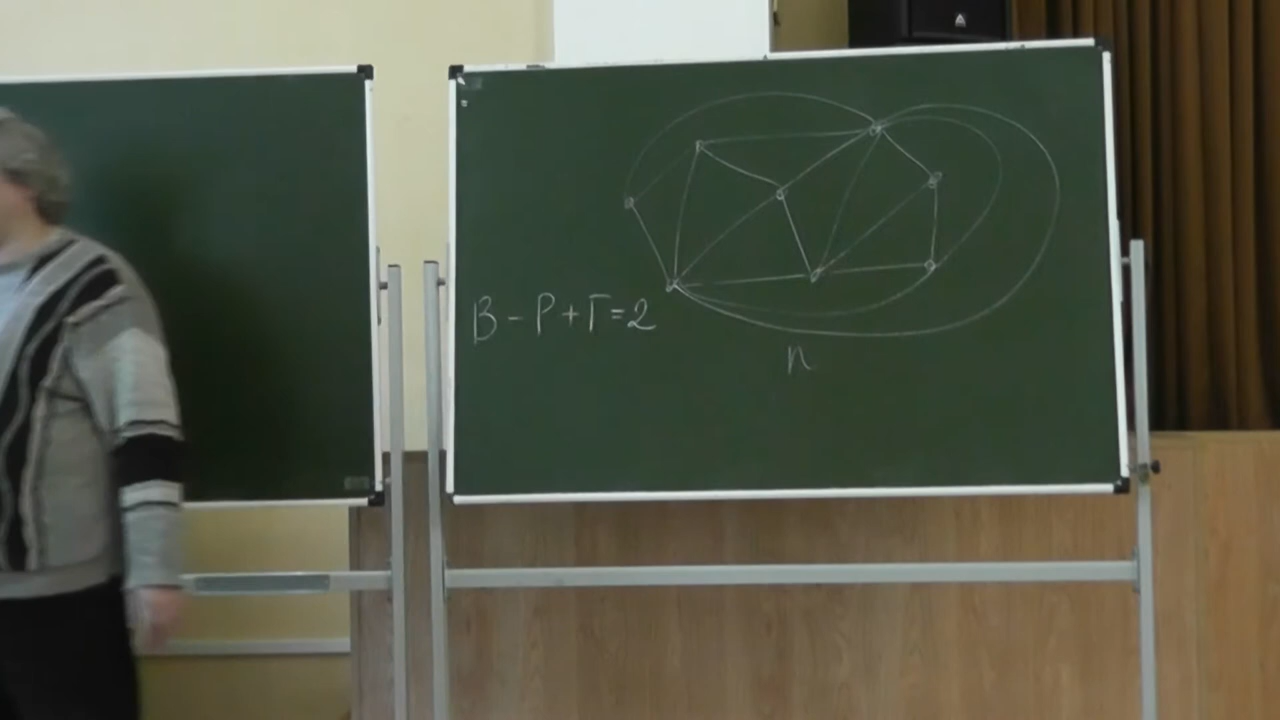 В – Р + Г = 2
n